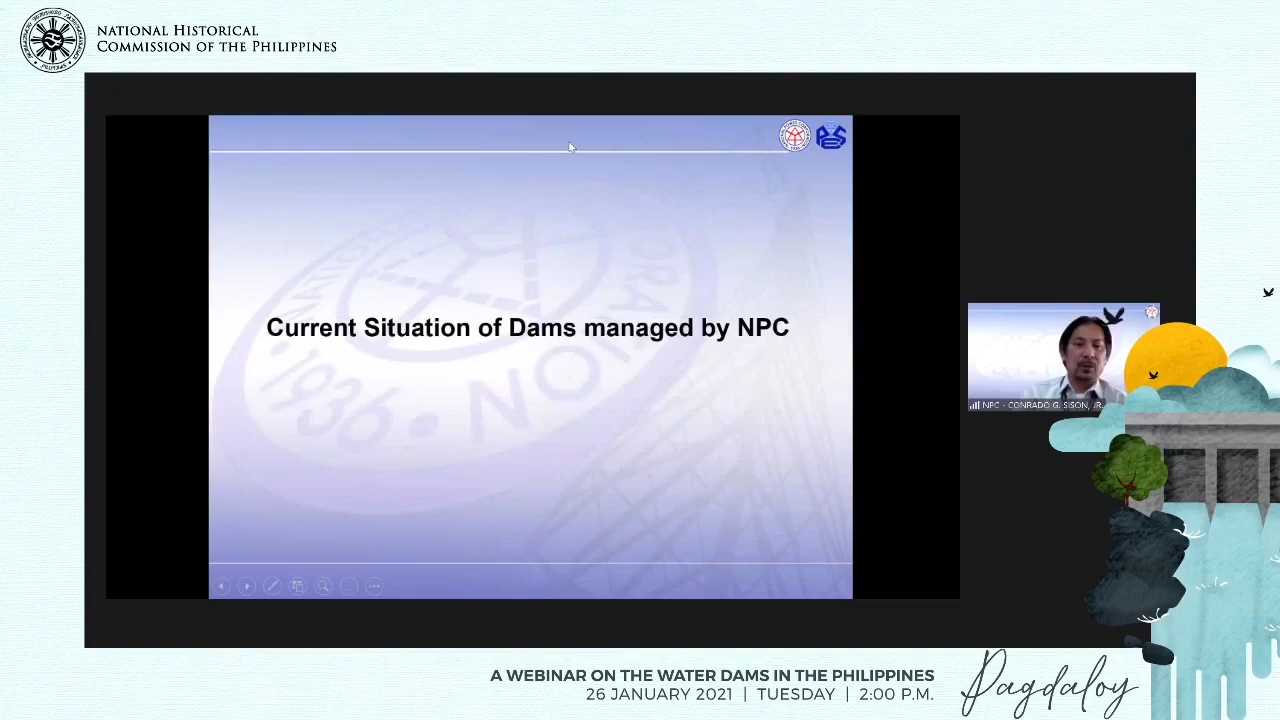 NATIONAL HISTORICAL
COMMISSION OF THE PHILIPPINES
Current Situation of Dams managed by NPC
NPC - CONRADO G. SISON, JR.
A WEBINAR ON THE WATER DAMS IN THE PHILIPPINES
26 JANUARY 2021 | TUESDAY | 2:00 P.M.
Pagdaloy